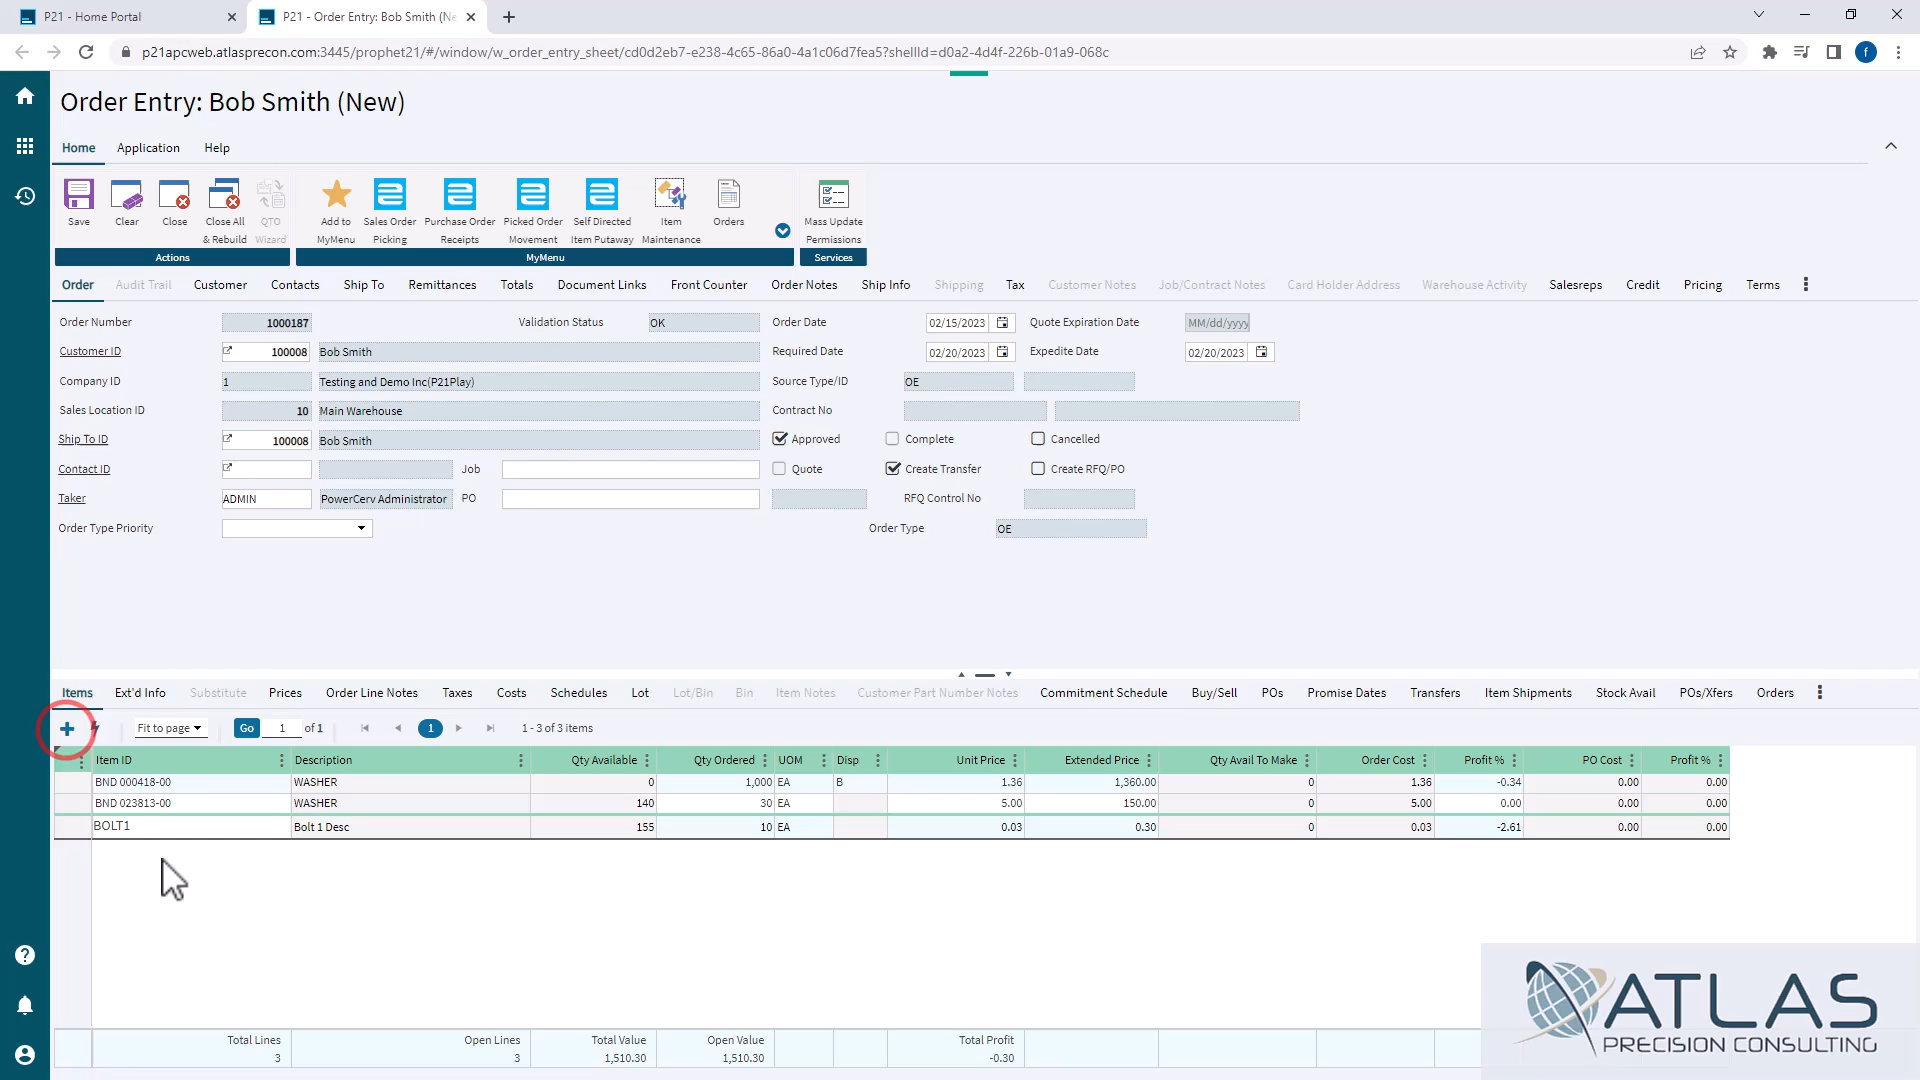 P21 - Home Portal
P21 - Order Entry: Bob Smith (Ne
p21apcweb.atlasprecon.com:3445/prophet21/#/window/w_order_entry_sheet/cd0d2eb7-e238-4c65-86a0-4a1c06d7fea5?shellId=d0a2-4d4f-226b-01a9-068c
f
Order Entry: Bob Smith (New)
Home Application Help
Save Clear Close Close All & Rebuild QTO Wizard Add to MyMenu Sales Order Picking Purchase Order Receipts Picked Order Movement Self Directed Item Putaway Item Maintenance Orders Mass Update Permissions
Actions MyMenu Services
Order Audit Trail Customer Contacts Ship To Remittances Totals Document Links Front Counter Order Notes Ship Info Shipping Tax Customer Notes Job/Contract Notes Card Holder Address Warehouse Activity Salesreps Credit Pricing Terms
Order Number 1000187 Validation Status OK Order Date 02/15/2023 Quote Expiration Date MM/dd/yyyy
Customer ID 100008 Bob Smith Required Date 02/20/2023 Expedite Date 02/20/2023
Company ID 1 Testing and Demo Inc(P21Play) Source Type/ID OE
Sales Location ID 10 Main Warehouse Contract No
Ship To ID 100008 Bob Smith Approved Complete Cancelled
Contact ID Job Quote Create Transfer Create RFQ/PO
Taker ADMIN PowerCerv Administrator PO RFQ Control No
Order Type Priority Order Type OE
Items Ext'd Info Substitute Prices Order Line Notes Taxes Costs Schedules Lot Lot/Bin Bin Item Notes Customer Part Number Notes Commitment Schedule Buy/Sell POs Promise Dates Transfers Item Shipments Stock Avail POs/Xfers Orders
Fit to page Go 1 of 1 1 1 - 3 of 3 items
Item ID Description Qty Available Qty Ordered UOM Disp Unit Price Extended Price Qty Avail To Make Order Cost Profit % PO Cost Profit %
BND 000418-00 WASHER 0 1,000 EA B 1.36 1,360.00 0 1.36 -0.34 0.00 0.00
BND 023813-00 WASHER 140 30 EA 5.00 150.00 0 5.00 0.00 0.00 0.00
BOLT1 Bolt 1 Desc 155 10 EA 0.03 0.30 0 0.03 -2.61 0.00 0.00
Total Lines Open Lines Total Value Open Value Total Profit
3 3 1,510.30 1,510.30 -0.30
ATLAS
PRECISION CONSULTING